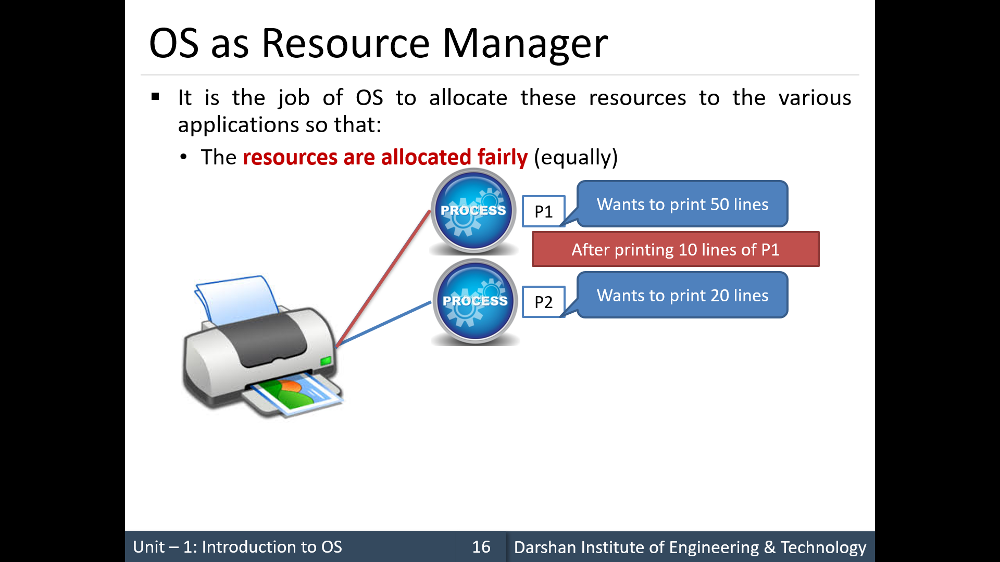 OS as Resource Manager
▪ It is the job of OS to allocate these resources to the various
applications so that:
• The resources are allocated fairly (equally)
PROCESS
P1
Wants to print 50 lines
After printing 10 lines of P1
PROCESS
P2
Wants to print 20 lines
Unit – 1: Introduction to OS
16
Darshan Institute of Engineering & Technology